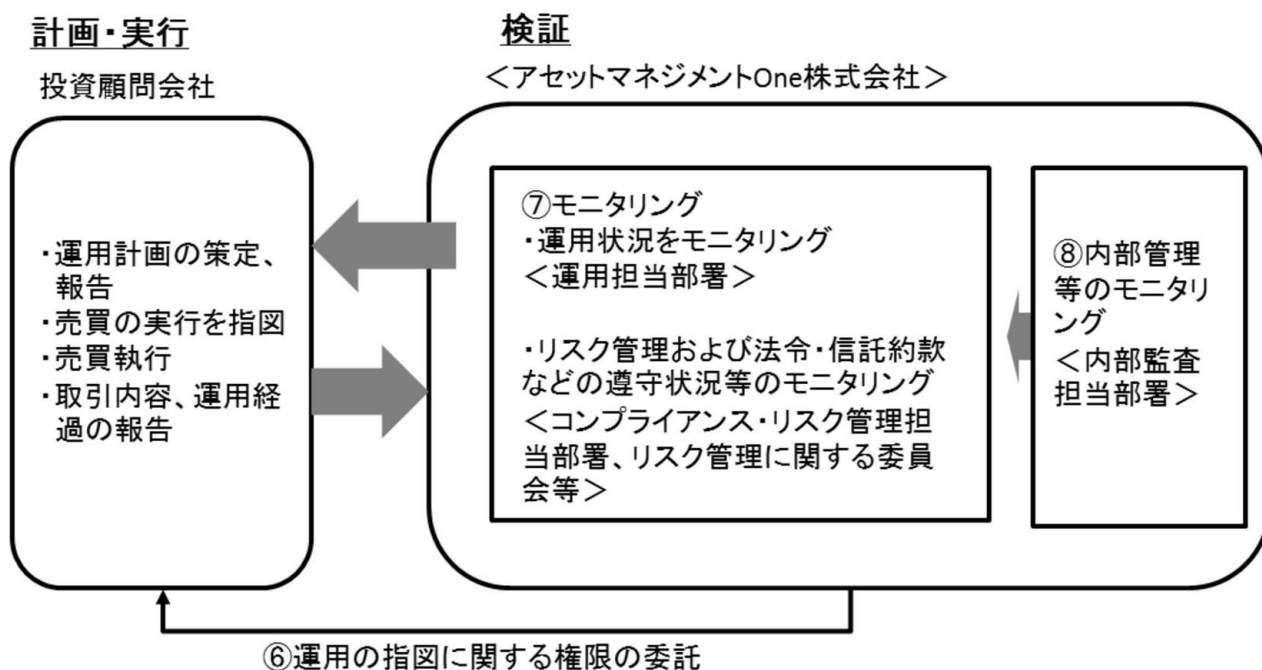 計画・実行
投資顧問会社
・運用計画の策定、
報告
・売買の実行を指図
・売買執行
・取引内容、運用経
過の報告
検証
＜アセットマネジメントOne株式会社＞
⑦モニタリング
・運用状況をモニタリング
＜運用担当部署＞
・リスク管理および法令・信託約款
などの遵守状況等のモニタリング
＜コンプライアンス・リスク管理担
当部署、リスク管理に関する委員
会等＞
⑧内部管理
等のモニタリ
ング
＜内部監査
担当部署＞
⑥運用の指図に関する権限の委託